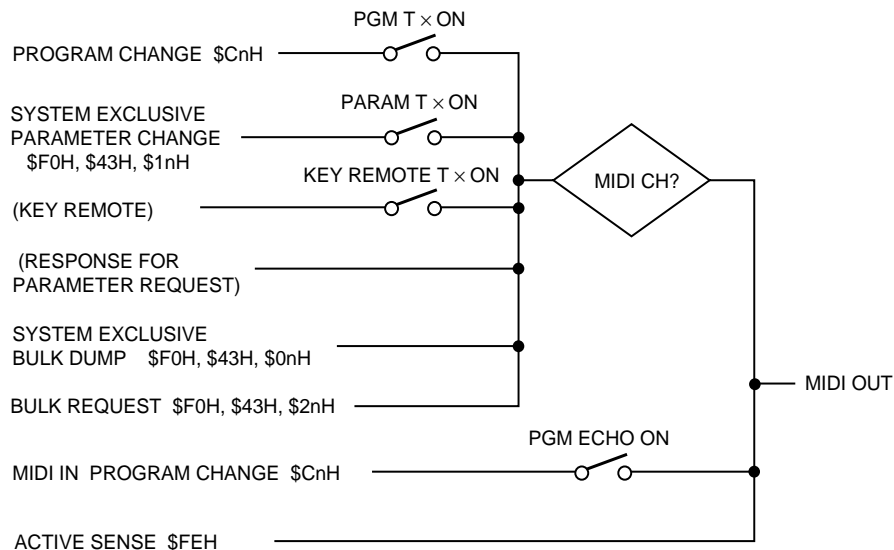 PGM T × ON
PROGRAM CHANGE $CnH
SYSTEM EXCLUSIVE
PARAMETER CHANGE
$F0H, $43H, $1nH
PARAM T × ON
KEY REMOTE T × ON
(KEY REMOTE)
MIDI CH?
(RESPONSE FOR
PARAMETER REQUEST)
SYSTEM EXCLUSIVE
BULK DUMP $F0H, $43H, $0nH
BULK REQUEST $F0H, $43H, $2nH
MIDI OUT
PGM ECHO ON
MIDI IN PROGRAM CHANGE $CnH
ACTIVE SENSE $FEH